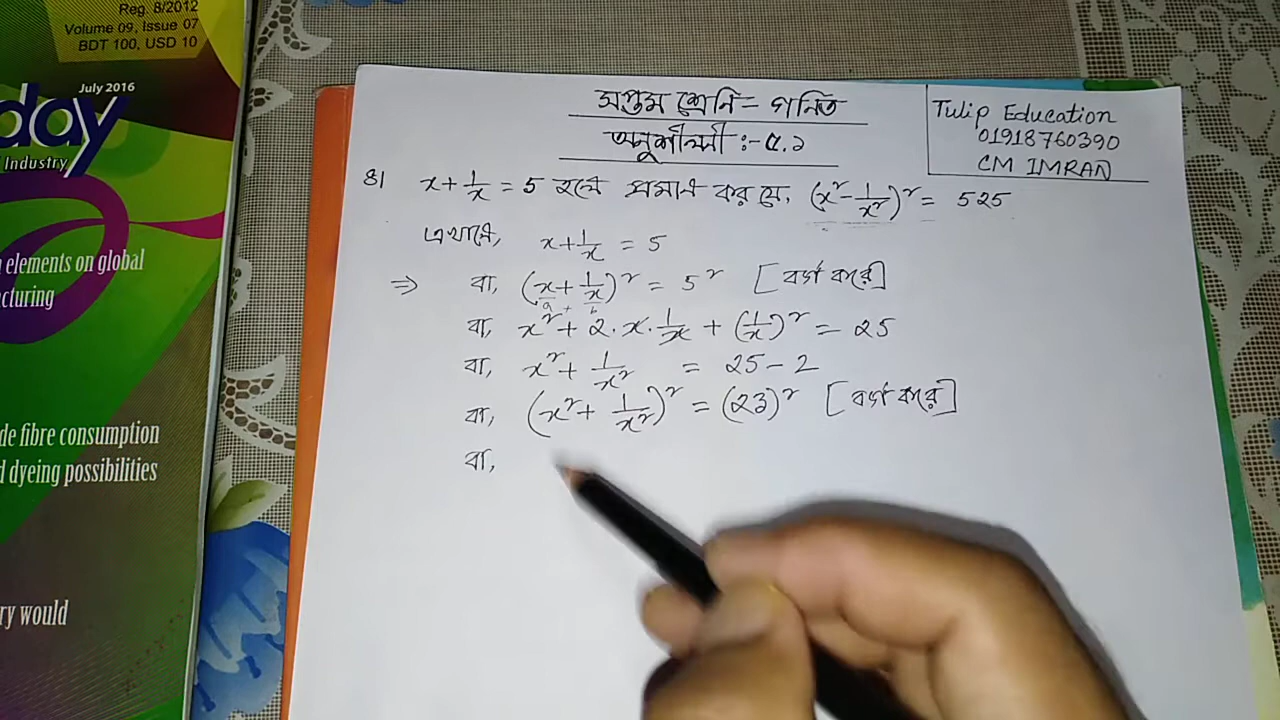 Reg. 8/2012
Volume 09, Issue 07
BDT 100, USD 10
July 2016
day
Industry
elements on global
cturing
de fibre consumption
d dyeing possibilities
ry would
সপ্তম শ্রেনি - গনিত
অনুশীলনী :- ৫.১
Tulip Education
01918760390
CM IMRAN
৪। x + 1/x = 5 হলে প্রমাণ কর যে, (x² - 1/x²)² = 525
এখানে, x + 1/x = 5
⇒ বা, (x + 1/x)² = 5² [বর্গ করে]
a + b
বা, x² + 2·x·1/x + (1/x)² = 25
বা, x² + 1/x² = 25 - 2
বা, (x² + 1/x²)² = (23)² [বর্গ করে]
বা,